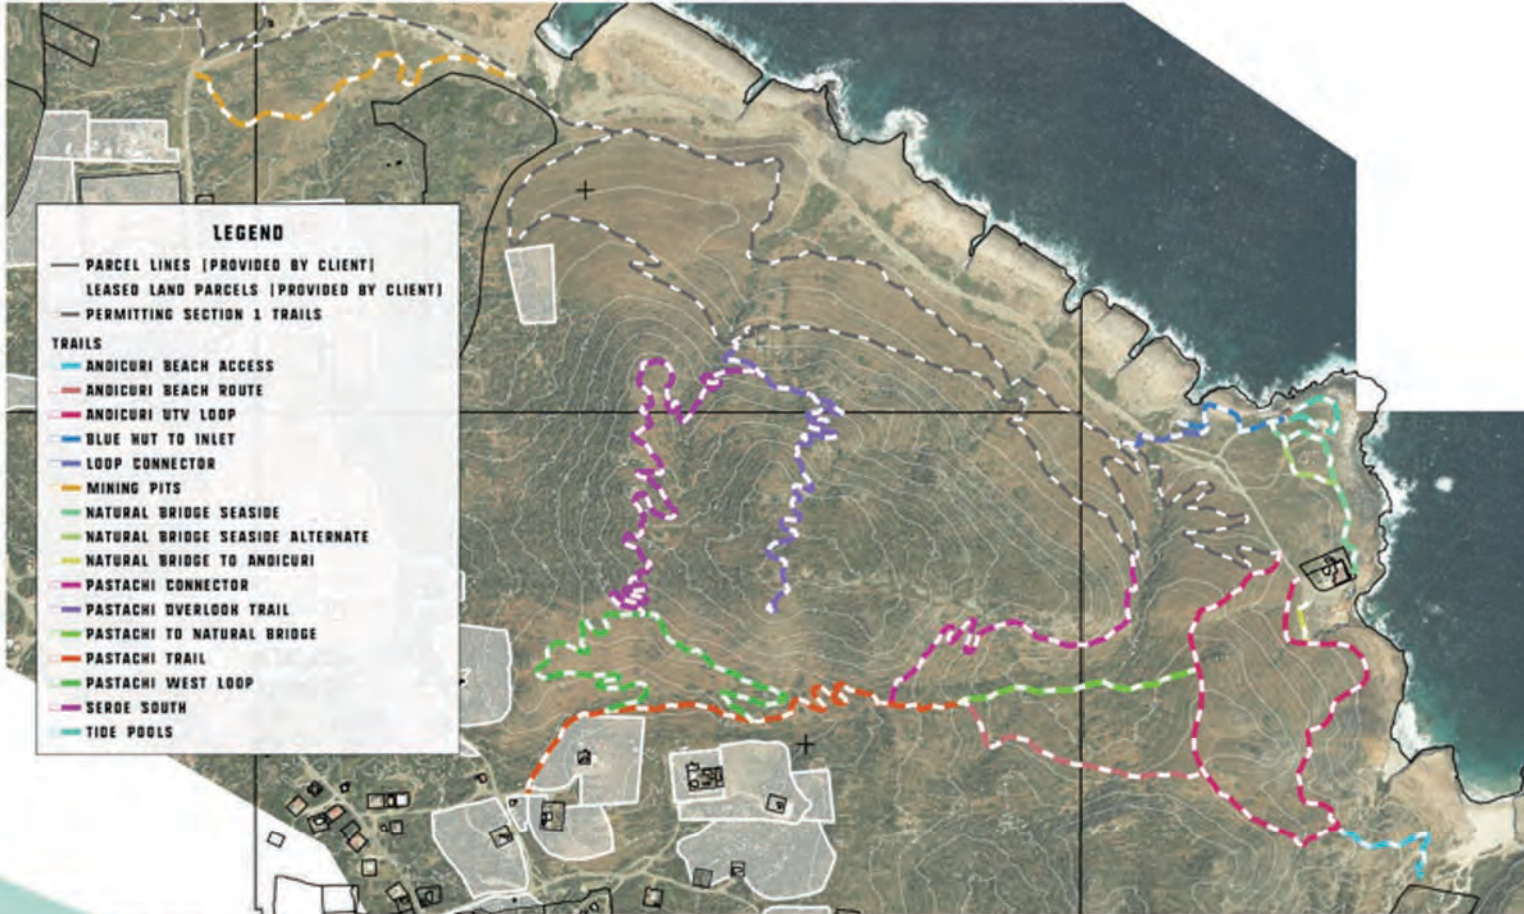 LEGEND
PARCEL LINES [PROVIDED BY CLIENT]
LEASED LAND PARCELS [PROVIDED BY CLIENT]
PERMITTING SECTION 1 TRAILS
TRAILS
ANDICURI BEACH ACCESS
ANDICURI BEACH ROUTE
ANDICURI UTV LOOP
BLUE HUT TO INLET
LOOP CONNECTOR
MINING PITS
NATURAL BRIDGE SEASIDE
NATURAL BRIDGE SEASIDE ALTERNATE
NATURAL BRIDGE TO ANDICURI
PASTACHI CONNECTOR
PASTACHI OVERLOOK TRAIL
PASTACHI TO NATURAL BRIDGE
PASTACHI TRAIL
PASTACHI WEST LOOP
SEROE SOUTH
TIDE POOLS